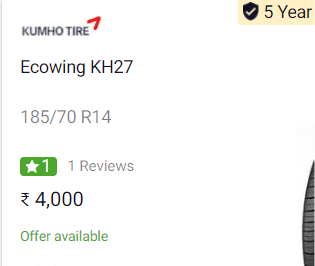 5 Year
KUMHO TIRE
Ecowing KH27
185/70 R14
1 1 Reviews
₹ 4,000
Offer available